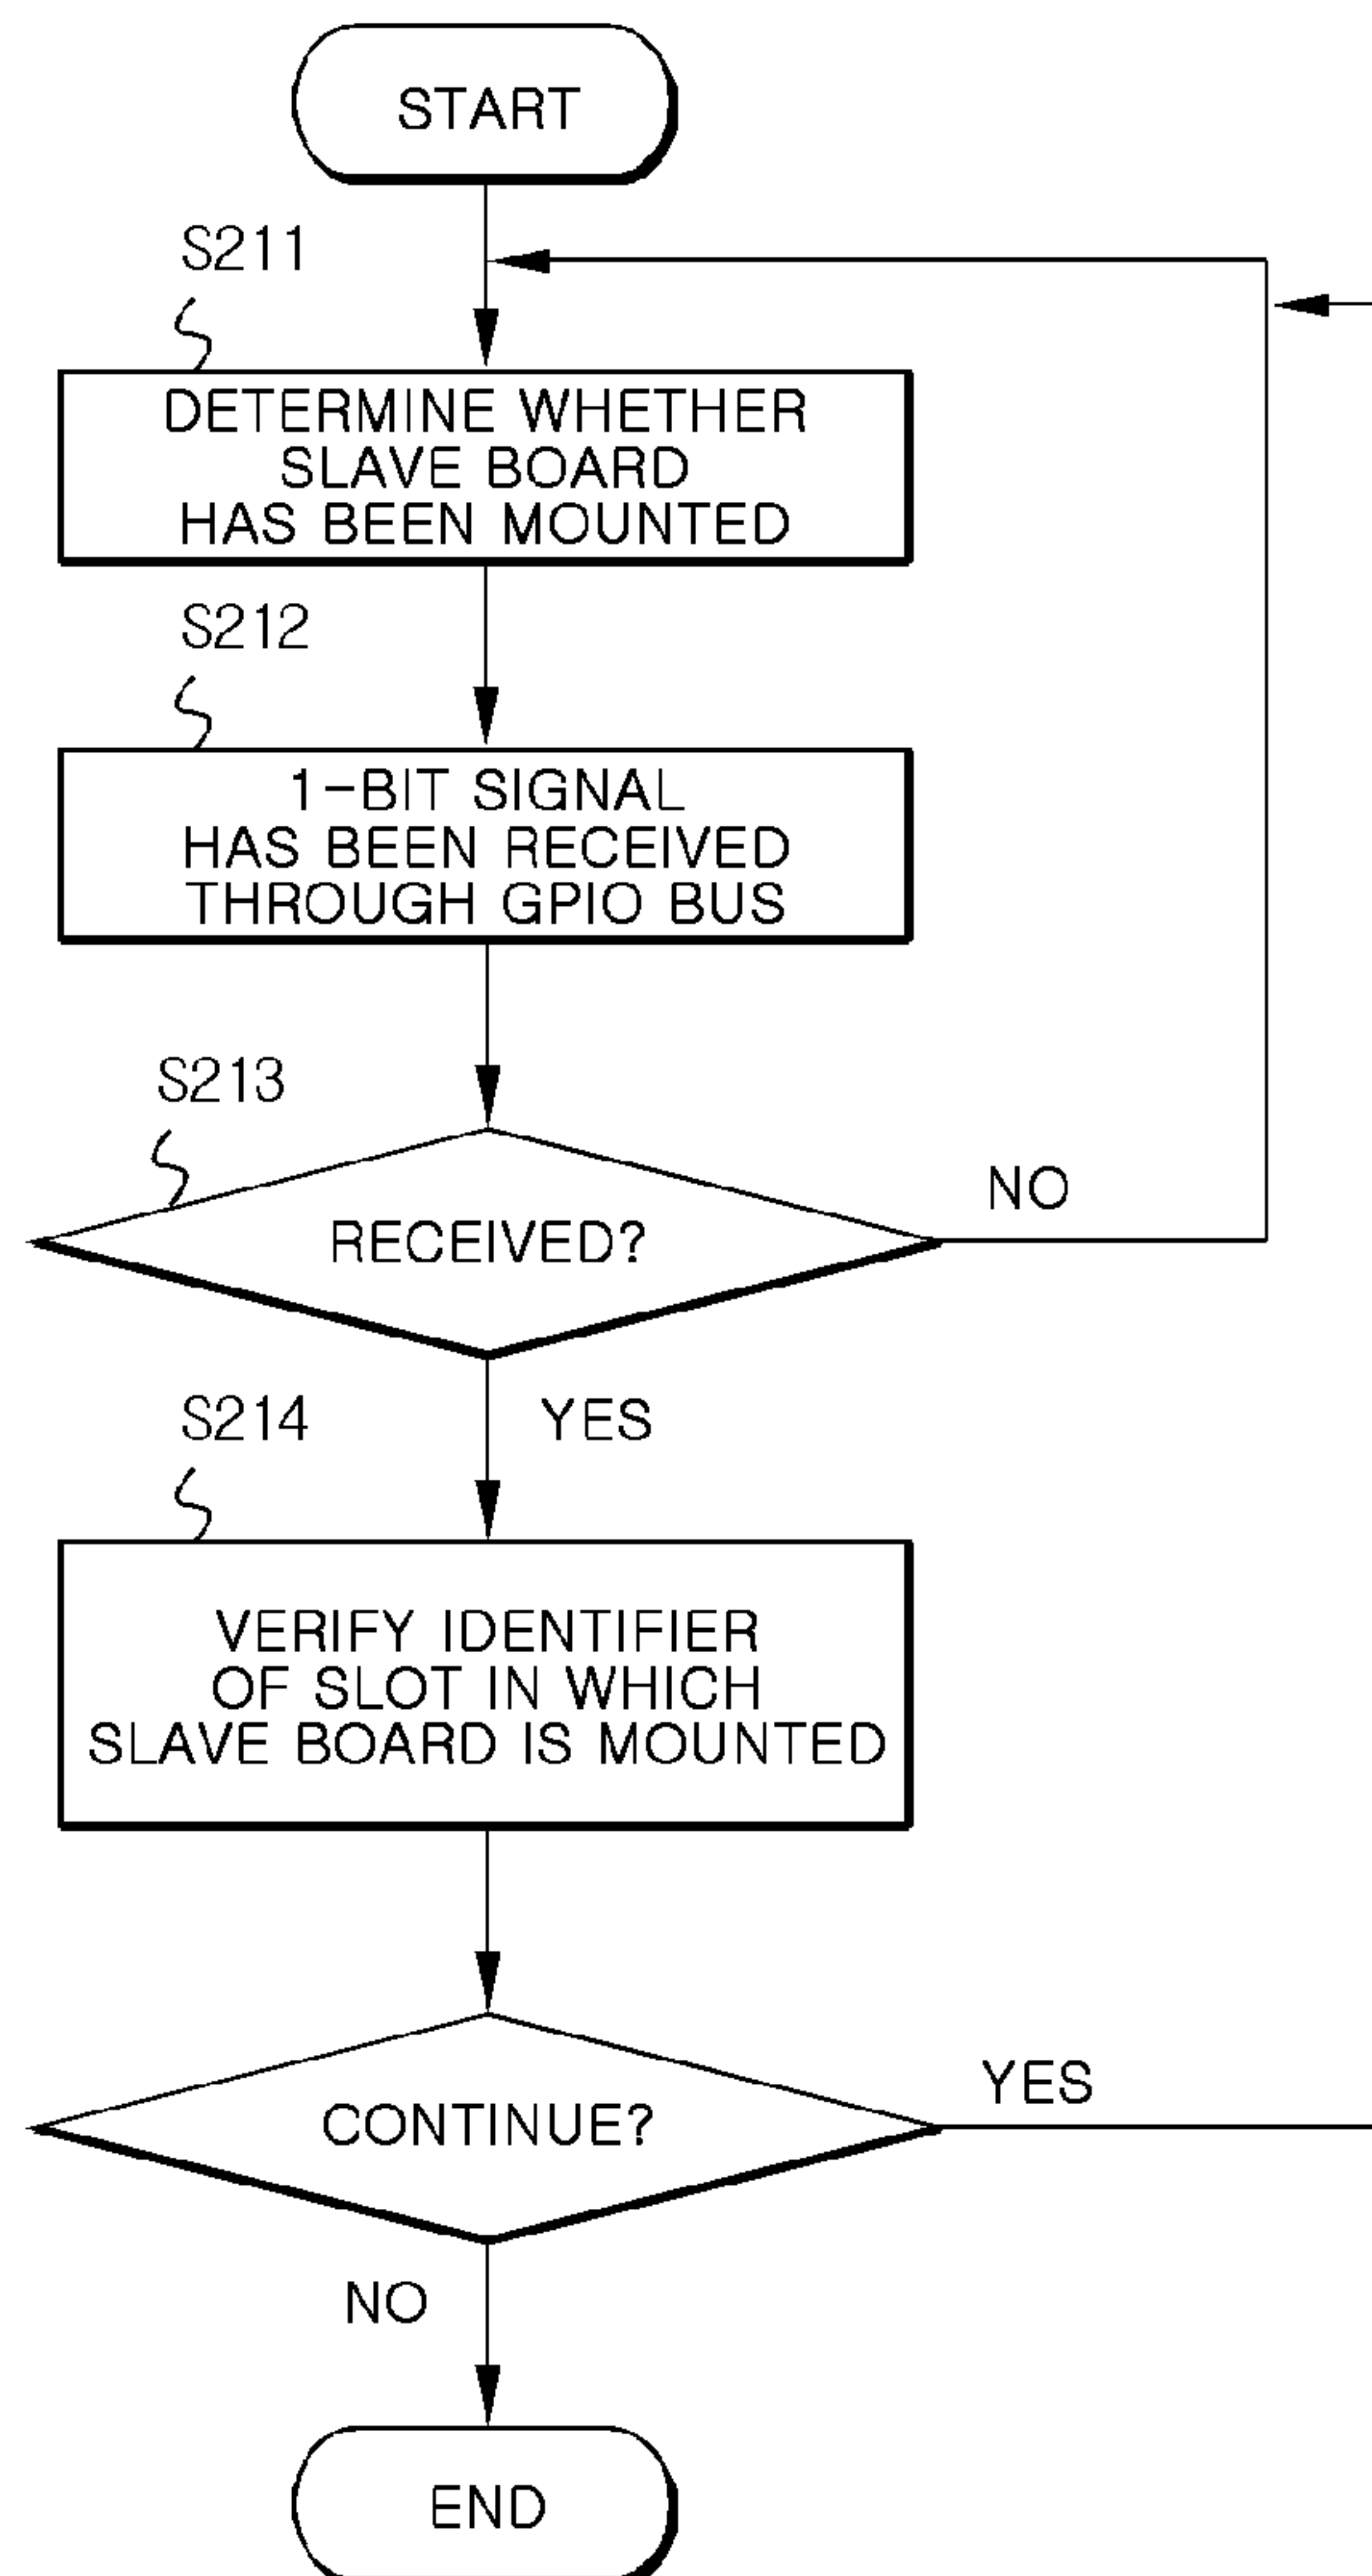 START
S211
DETERMINE WHETHER
SLAVE BOARD
HAS BEEN MOUNTED
S212
1-BIT SIGNAL
HAS BEEN RECEIVED
THROUGH GPIO BUS
S213
RECEIVED?
NO
S214
YES
VERIFY IDENTIFIER
OF SLOT IN WHICH
SLAVE BOARD IS MOUNTED
CONTINUE?
YES
NO
END